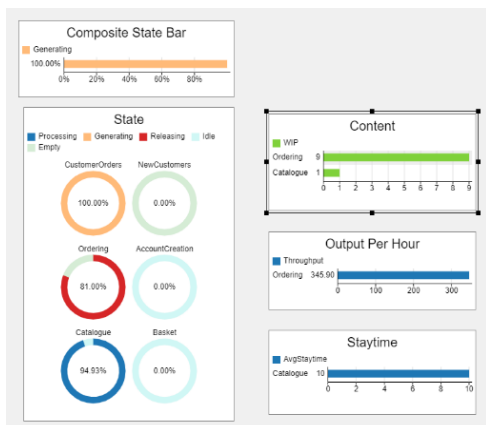 Composite State Bar
Generating
100.00%
0% 20% 40% 60% 80%
State
Processing Generating Releasing Idle
Empty
CustomerOrders NewCustomers
100.00% 0.00%
Ordering AccountCreation
81.00% 0.00%
Catalogue Basket
94.93% 0.00%
Content
WIP
Ordering 9
Catalogue 1
0 1 2 3 4 5 6 7 8 9
Output Per Hour
Throughput
Ordering 345.90
0 100 200 300
Staytime
AvgStaytime
Catalogue 10
0 2 4 6 8 10